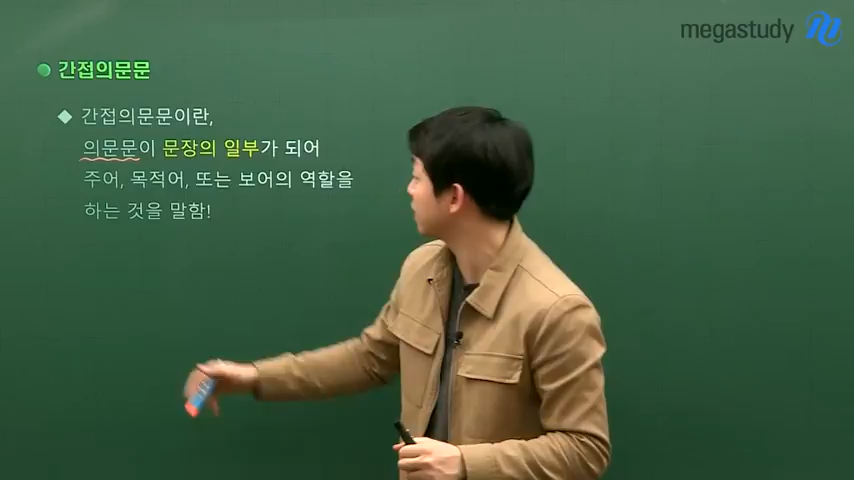 megastudy
간접의문문
간접의문문이란,
의문문이 문장의 일부가 되어
주어, 목적어, 또는 보어의 역할을
하는 것을 말함!